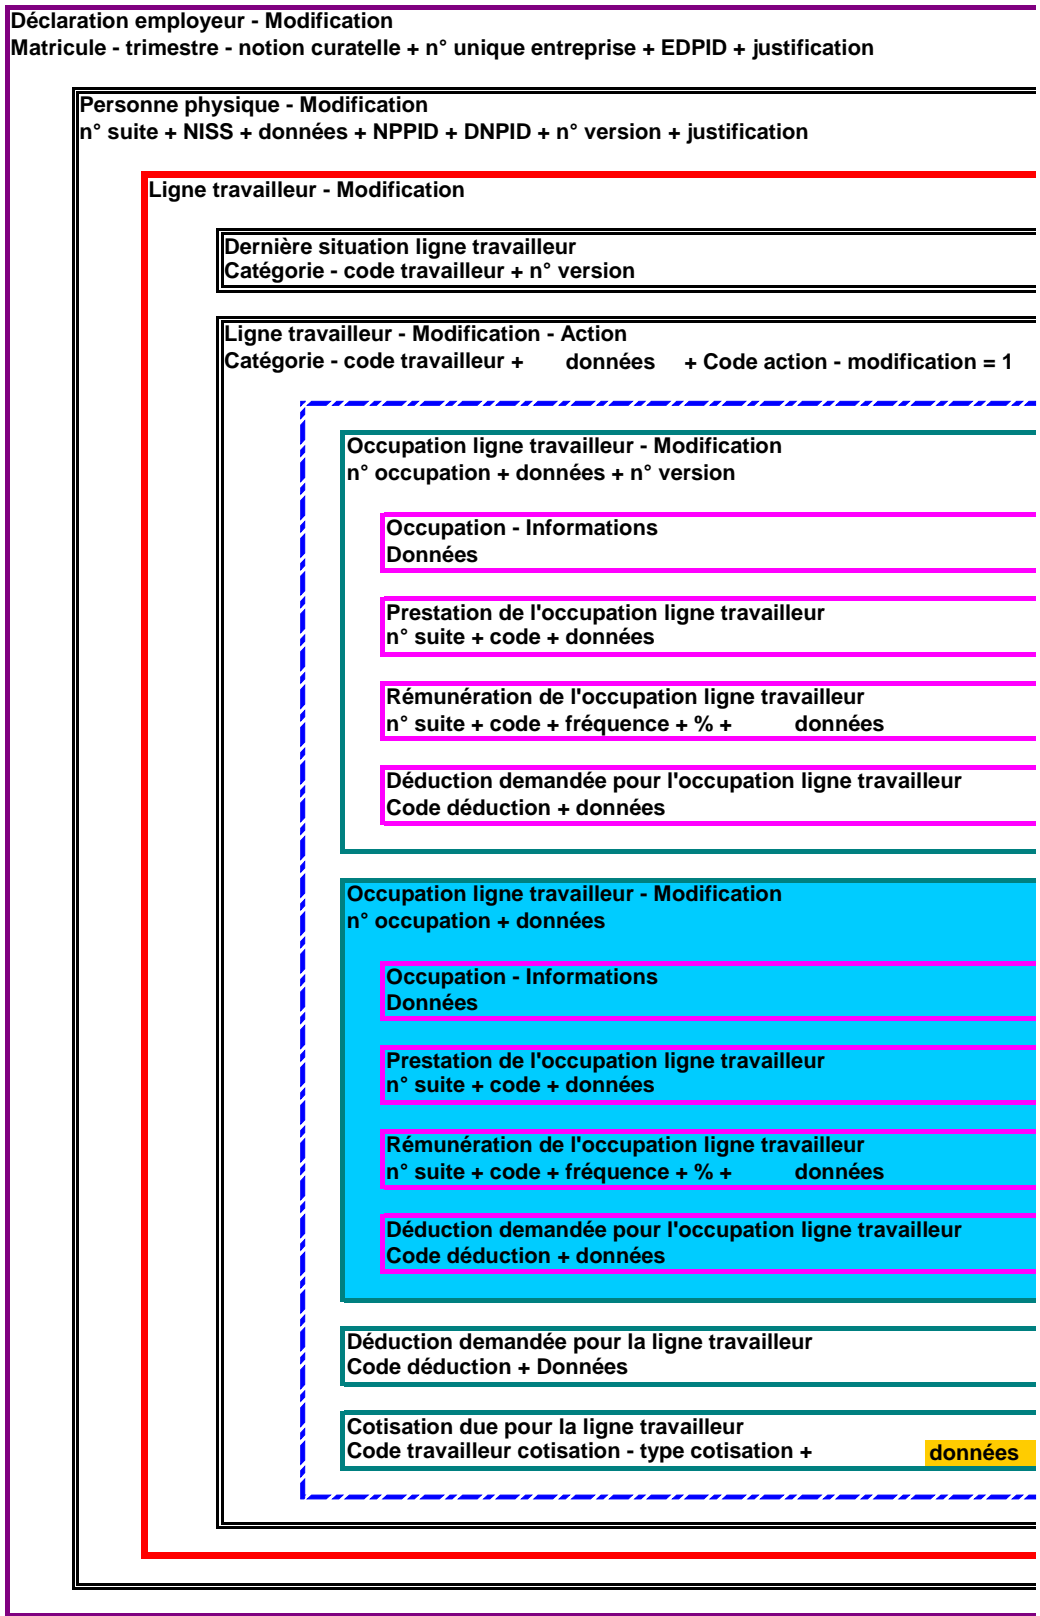 Déclaration employeur - Modification
Matricule - trimestre - notion curatelle + n° unique entreprise + EDPID + justification
Personne physique - Modification
n° suite + NISS + données + NPPID + DNPID + n° version + justification
Ligne travailleur - Modification
Dernière situation ligne travailleur
Catégorie - code travailleur + n° version
Ligne travailleur - Modification - Action
Catégorie - code travailleur + données + Code action - modification = 1
Occupation ligne travailleur - Modification
n° occupation + données + n° version
Occupation - Informations
Données
Prestation de l'occupation ligne travailleur
n° suite + code + données
Rémunération de l'occupation ligne travailleur
n° suite + code + fréquence + % + données
Déduction demandée pour l'occupation ligne travailleur
Code déduction + données
Occupation ligne travailleur - Modification
n° occupation + données
Occupation - Informations
Données
Prestation de l'occupation ligne travailleur
n° suite + code + données
Rémunération de l'occupation ligne travailleur
n° suite + code + fréquence + % + données
Déduction demandée pour l'occupation ligne travailleur
Code déduction + données
Déduction demandée pour la ligne travailleur
Code déduction + Données
Cotisation due pour la ligne travailleur
Code travailleur cotisation - type cotisation + données